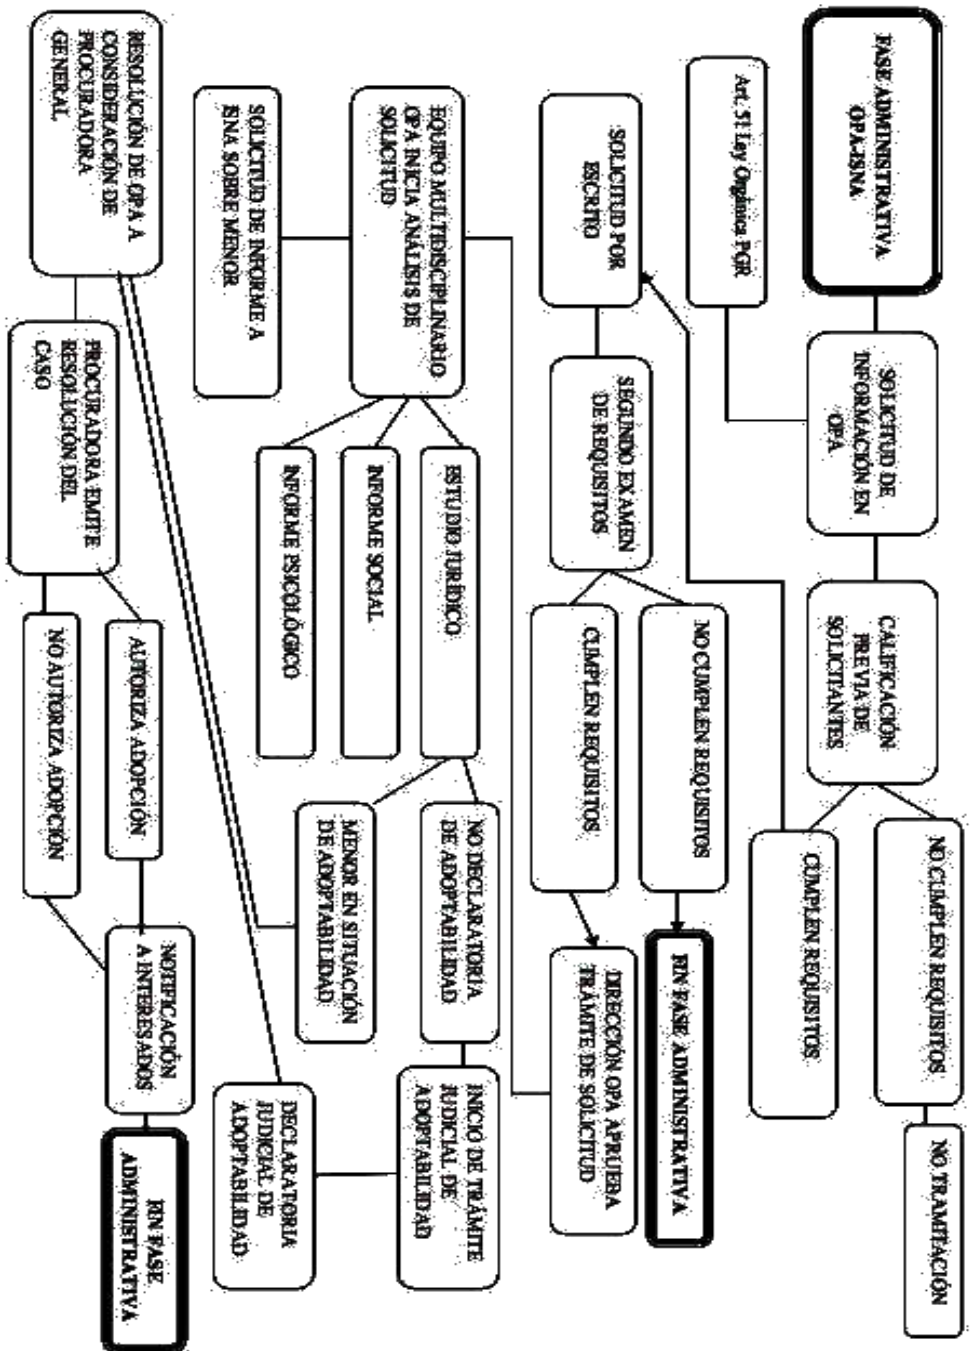 FASE ADMINISTRATIVA
OPA-ISNA
SOLICITUD DE
INFORMACIÓN EN
OPA
CALIFICACIÓN
PREVIA DE
SOLICITANTES
NO CUMPLEN REQUISITOS
NO TRAMITACIÓN
CUMPLEN REQUISITOS
Art. 51 Ley Orgánica PGR
SOLICITUD POR
ESCRITO
SEGUNDO EXAMEN
DE REQUISITOS
NO CUMPLEN REQUISITOS
FIN FASE ADMINISTRATIVA
CUMPLEN REQUISITOS
DIRECCIÓN OPA APRUEBA
TRÁMITE DE SOLICITUD
EQUIPO MULTIDISCIPLINARIO
OPA INICIA ANÁLISIS DE
SOLICITUD
ESTUDIO JURÍDICO
NO DECLARATORIA
DE ADOPTABILIDAD
INICIO DE TRÁMITE
JUDICIAL DE
ADOPTABILIDAD
INFORME SOCIAL
MENOR EN SITUACIÓN
DE ADOPTABILIDAD
INFORME PSICOLÓGICO
SOLICITUD DE INFORME A
ISNA SOBRE MENOR
DECLARATORIA
JUDICIAL DE
ADOPTABILIDAD
RESOLUCIÓN DE OPA A
CONSIDERACIÓN DE
PROCURADORA
GENERAL
PROCURADORA EMITE
RESOLUCIÓN DEL
CASO
AUTORIZA ADOPCIÓN
NO AUTORIZA ADOPCIÓN
NOTIFICACIÓN
A INTERESADOS
FIN FASE
ADMINISTRATIVA